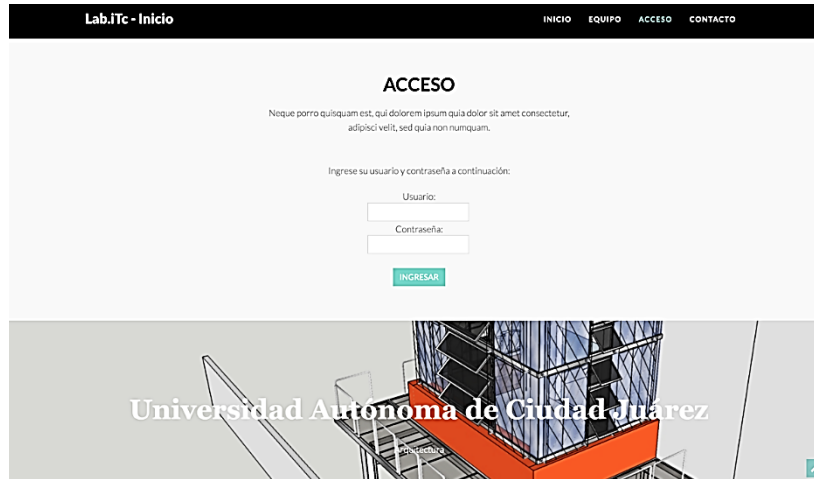 Lab.iTc - Inicio
INICIO EQUIPO ACCESO CONTACTO
ACCESO
Neque porro quisquam est, qui dolorem ipsum quia dolor sit amet consectetur,
adipisci velit, sed quia non numquam.
Ingrese su usuario y contraseña a continuación:
Usuario:
Contraseña:
INGRESAR
Universidad Autónoma de Ciudad Juárez
Arquitectura